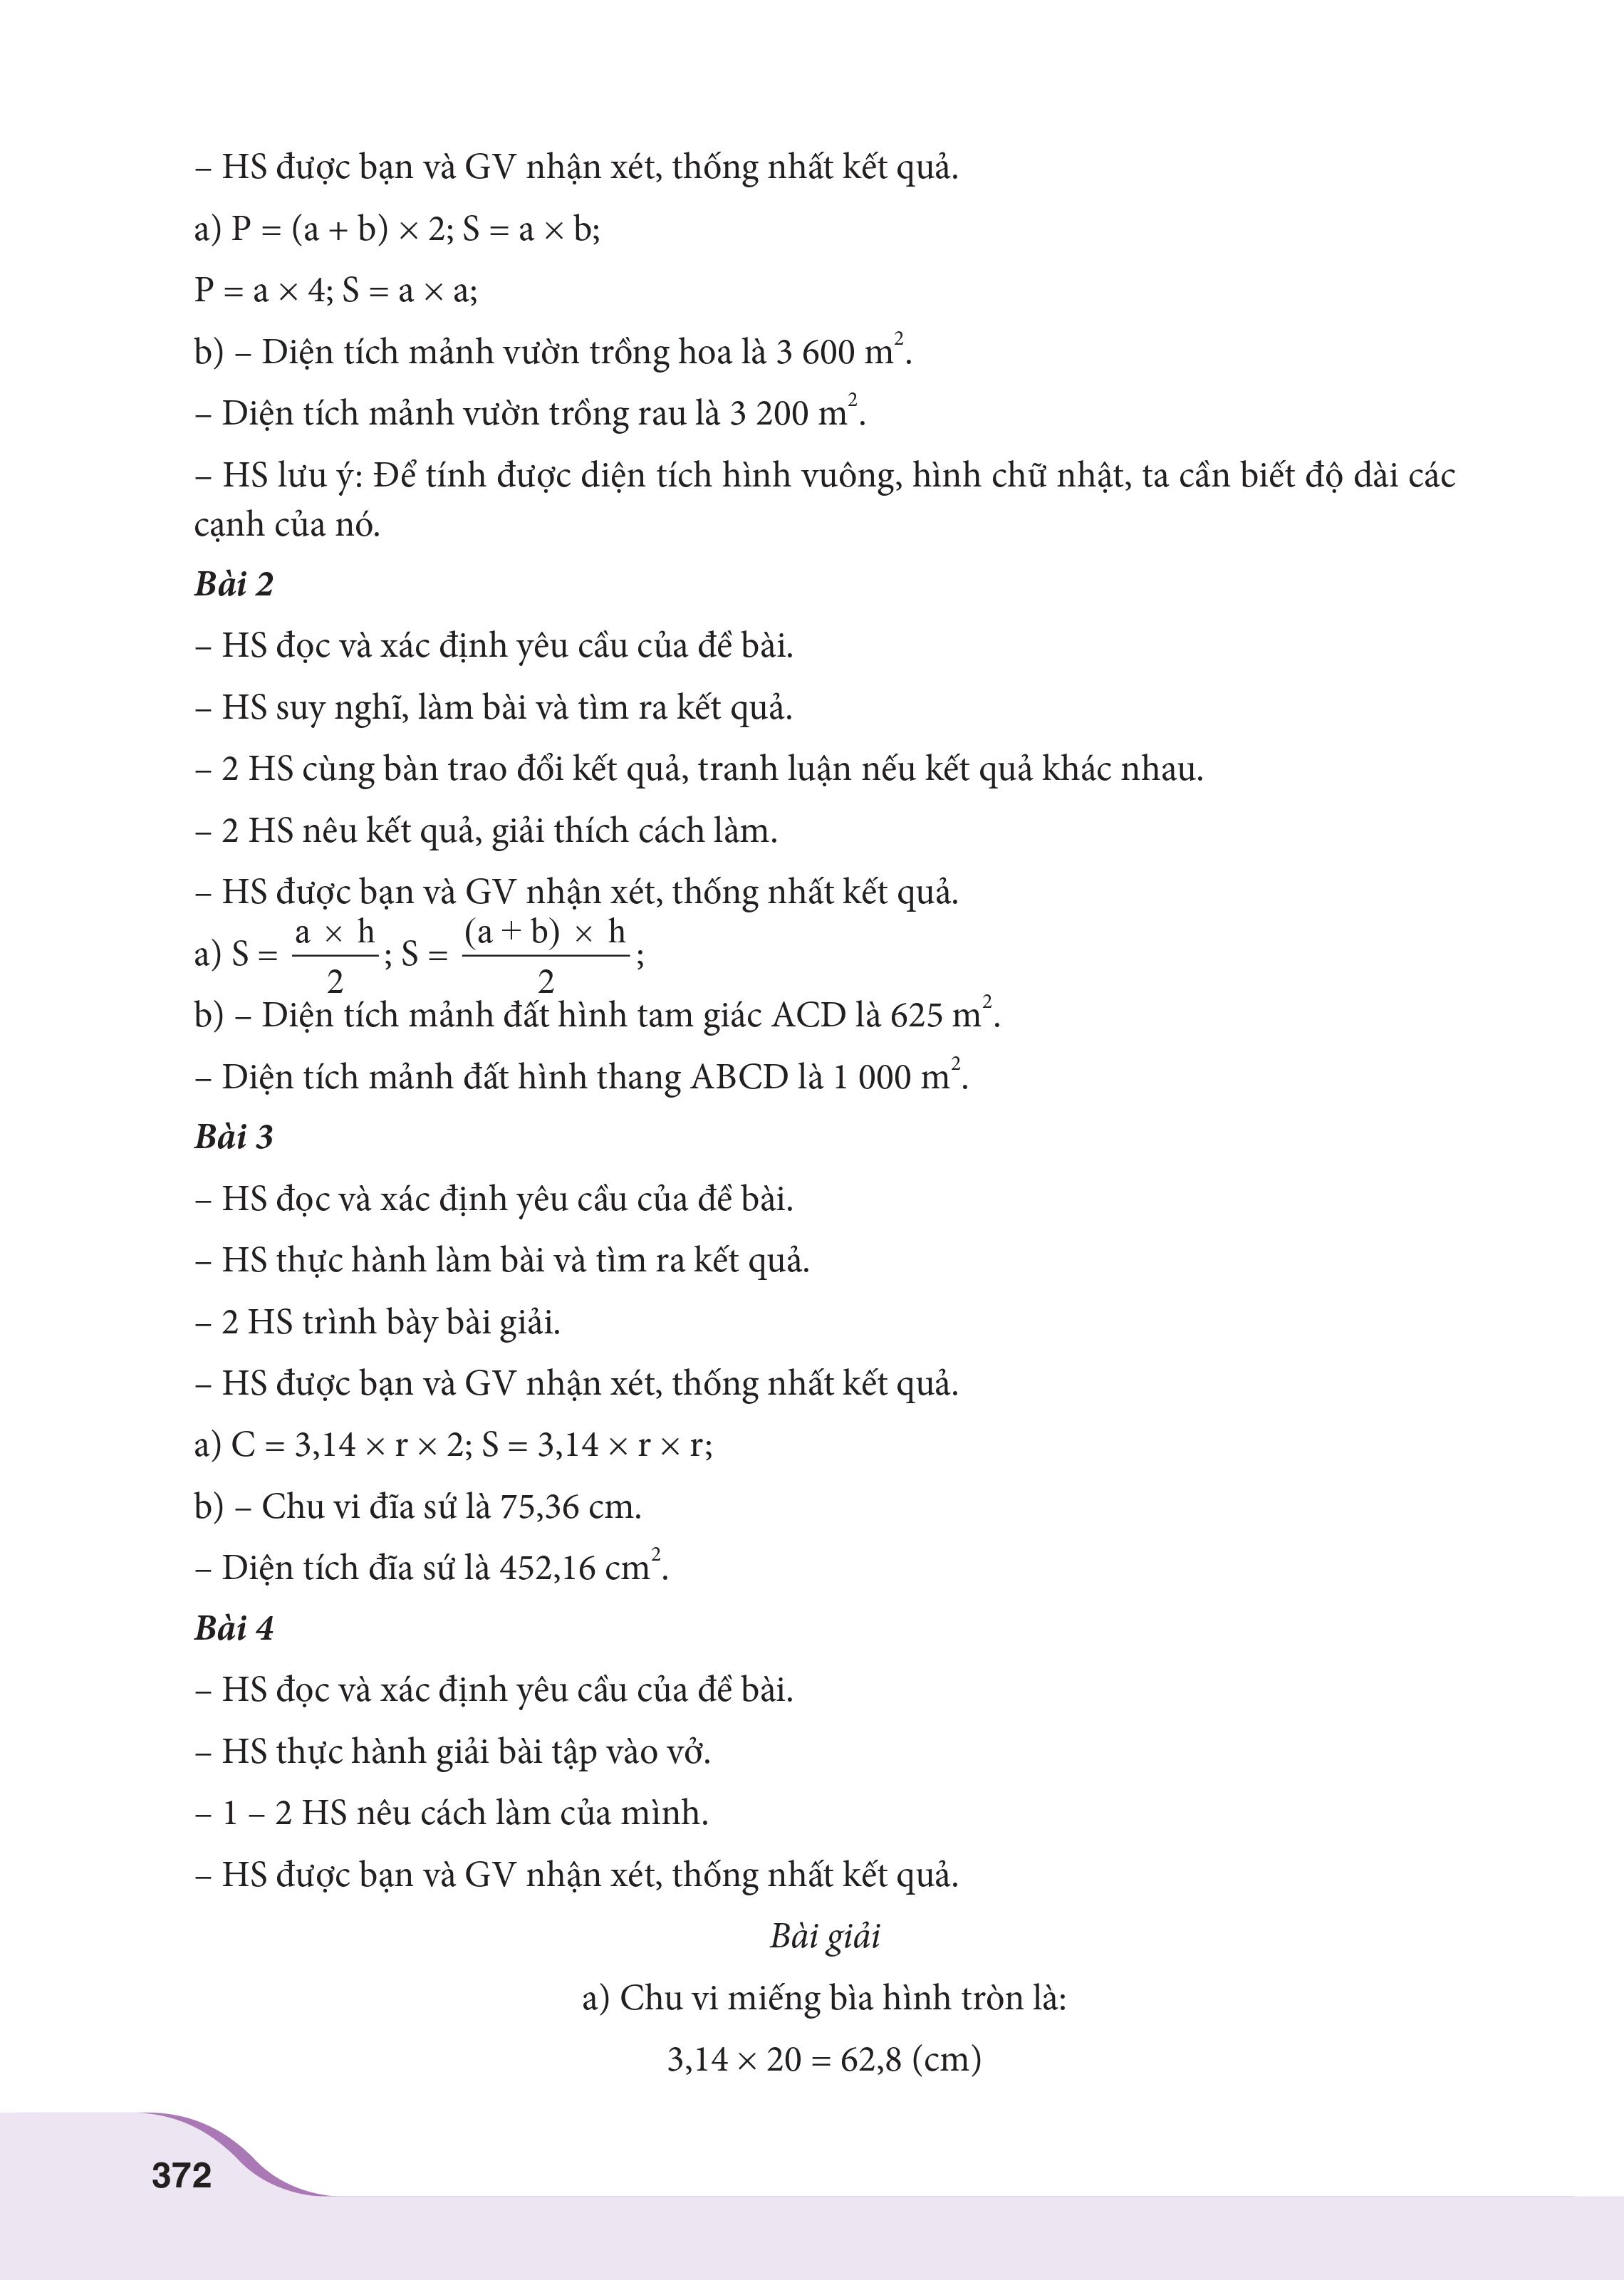 – HS được bạn và GV nhận xét, thống nhất kết quả.
a) P = (a + b) × 2; S = a × b;
P = a × 4; S = a × a;
b) – Diện tích mảnh vườn trồng hoa là 3 600 m².
– Diện tích mảnh vườn trồng rau là 3 200 m².
– HS lưu ý: Để tính được diện tích hình vuông, hình chữ nhật, ta cần biết độ dài các
cạnh của nó.
Bài 2
– HS đọc và xác định yêu cầu của đề bài.
– HS suy nghĩ, làm bài và tìm ra kết quả.
– 2 HS cùng bàn trao đổi kết quả, tranh luận nếu kết quả khác nhau.
– 2 HS nêu kết quả, giải thích cách làm.
– HS được bạn và GV nhận xét, thống nhất kết quả.
a) S = (a × h)/2; S = ((a + b) × h)/2;
b) – Diện tích mảnh đất hình tam giác ACD là 625 m².
– Diện tích mảnh đất hình thang ABCD là 1 000 m².
Bài 3
– HS đọc và xác định yêu cầu của đề bài.
– HS thực hành làm bài và tìm ra kết quả.
– 2 HS trình bày bài giải.
– HS được bạn và GV nhận xét, thống nhất kết quả.
a) C = 3,14 × r × 2; S = 3,14 × r × r;
b) – Chu vi đĩa sứ là 75,36 cm.
– Diện tích đĩa sứ là 452,16 cm².
Bài 4
– HS đọc và xác định yêu cầu của đề bài.
– HS thực hành giải bài tập vào vở.
– 1 – 2 HS nêu cách làm của mình.
– HS được bạn và GV nhận xét, thống nhất kết quả.
Bài giải
a) Chu vi miếng bìa hình tròn là:
3,14 × 20 = 62,8 (cm)
372